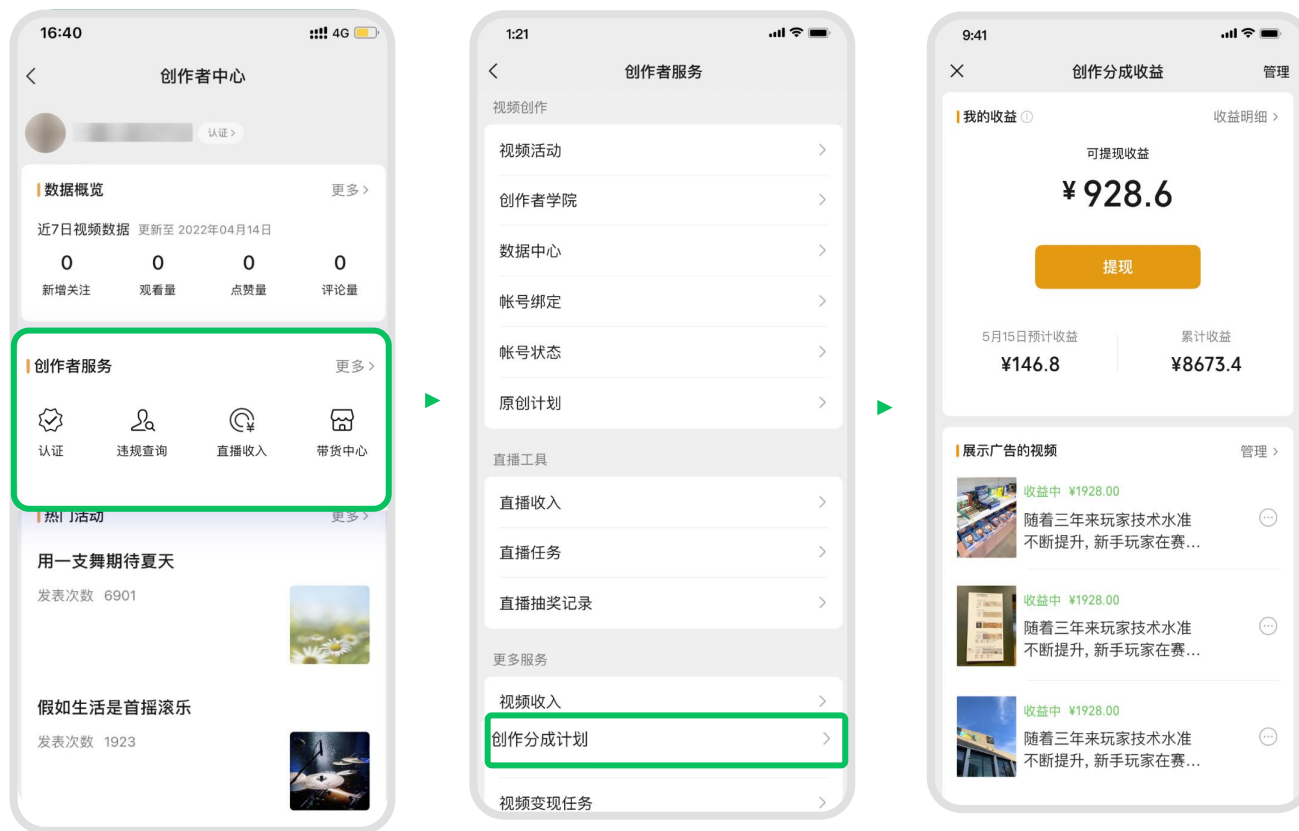 16:40
4G
创作者中心
认证
数据概览
更多
近7日视频数据 更新至 2022年04月14日
0 0 0 0
新增关注 观看量 点赞量 评论量
创作者服务
更多
认证 违规查询 直播收入 带货中心
热门活动
更多
用一支舞期待夏天
发表次数 6901
假如生活是首摇滚乐
发表次数 1923
1:21
创作者服务
视频创作
视频活动
创作者学院
数据中心
帐号绑定
帐号状态
原创计划
直播工具
直播收入
直播任务
直播抽奖记录
更多服务
视频收入
创作分成计划
视频变现任务
9:41
创作分成收益
管理
我的收益
收益明细
可提现收益
¥928.6
提现
5月15日预计收益 累计收益
¥146.8 ¥8673.4
展示广告的视频
管理
收益中 ¥1928.00
随着三年来玩家技术水准
不断提升, 新手玩家在赛...
收益中 ¥1928.00
随着三年来玩家技术水准
不断提升, 新手玩家在赛...
收益中 ¥1928.00
随着三年来玩家技术水准
不断提升, 新手玩家在赛...